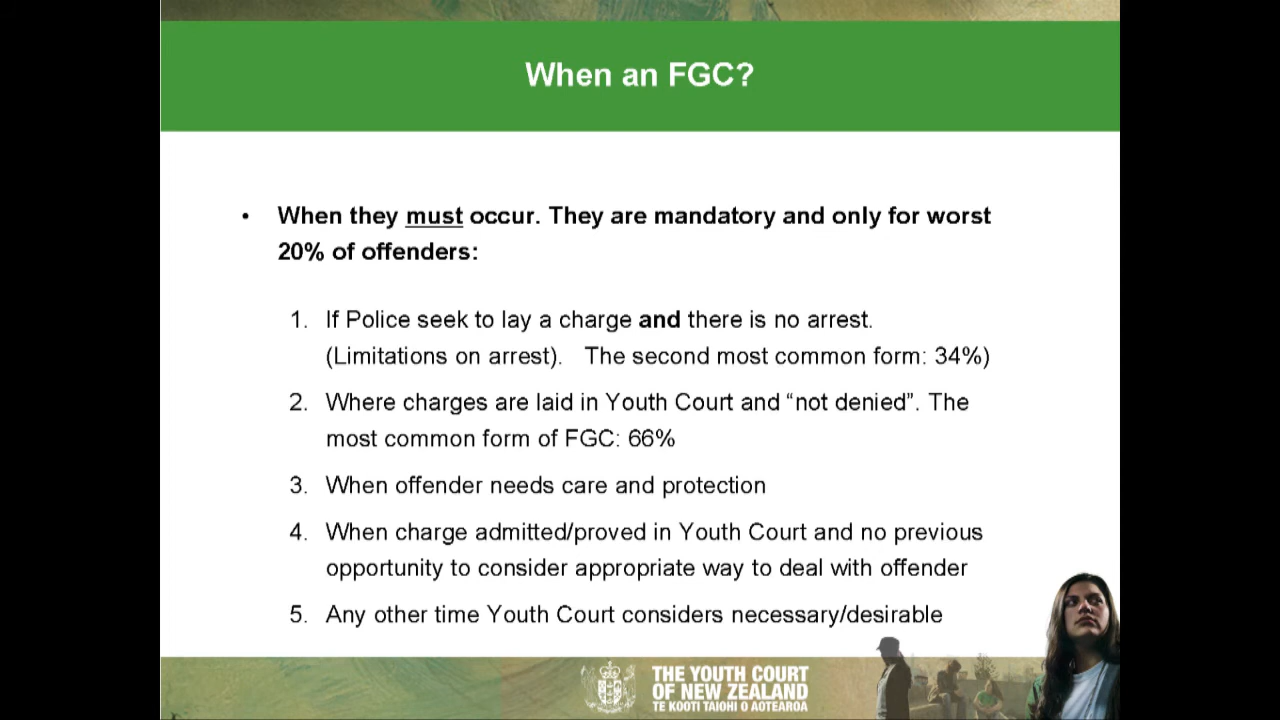 When an FGC?
• When they must occur. They are mandatory and only for worst
20% of offenders:
1. If Police seek to lay a charge and there is no arrest.
(Limitations on arrest). The second most common form: 34%)
2. Where charges are laid in Youth Court and “not denied”. The
most common form of FGC: 66%
3. When offender needs care and protection
4. When charge admitted/proved in Youth Court and no previous
opportunity to consider appropriate way to deal with offender
5. Any other time Youth Court considers necessary/desirable
THE YOUTH COURT
OF NEW ZEALAND
TE KOOTI TAIOHI O AOTEAROA